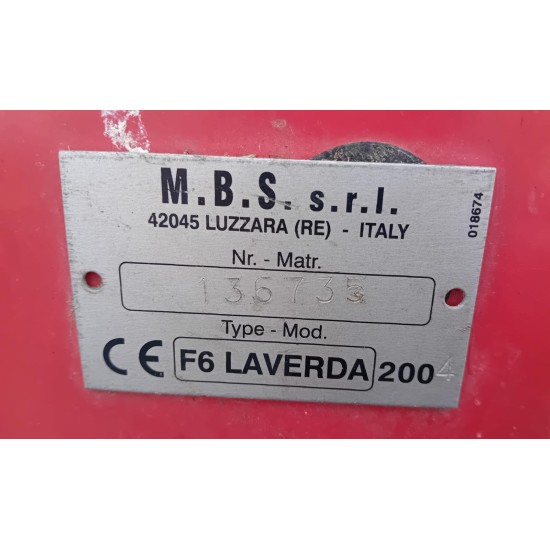 M.B.S. s.r.l.
42045 LUZZARA (RE) - ITALY
Nr. - Matr.
135735
Type - Mod.
CE F6 LAVERDA 2004
018674